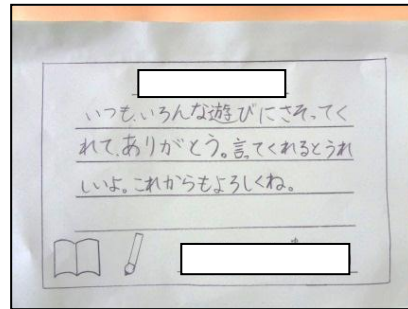 いつも、いろんな遊びにさそってく
れて、ありがとう。言ってくれるとうれ
しいよ。これからもよろしくね。